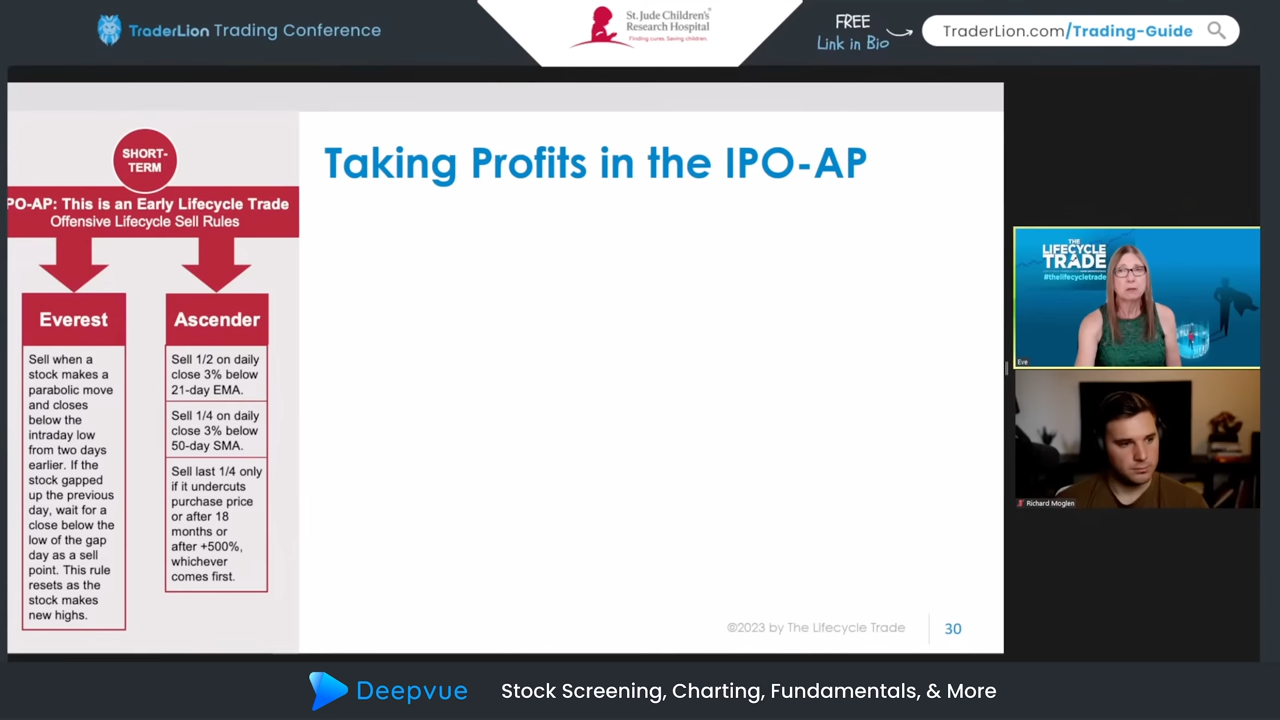 TraderLion Trading Conference
St. Jude Children's
Research Hospital
Finding cures. Saving children.
FREE
Link in Bio
TraderLion.com/Trading-Guide
SHORT-
TERM
PO-AP: This is an Early Lifecycle Trade
Offensive Lifecycle Sell Rules
Everest
Sell when a
stock makes a
parabolic move
and closes
below the
intraday low
from two days
earlier. If the
stock gapped
up the previous
day, wait for a
close below the
low of the gap
day as a sell
point. This rule
resets as the
stock makes
new highs.
Ascender
Sell 1/2 on daily
close 3% below
21-day EMA.
Sell 1/4 on daily
close 3% below
50-day SMA.
Sell last 1/4 only
if it undercuts
purchase price
or after 18
months or
after +500%,
whichever
comes first.
Taking Profits in the IPO-AP
©2023 by The Lifecycle Trade
30
THE
LIFECYCLE
TRADE
#thelifecycletrade
Eve
Richard Moglen
Deepvue
Stock Screening, Charting, Fundamentals, & More